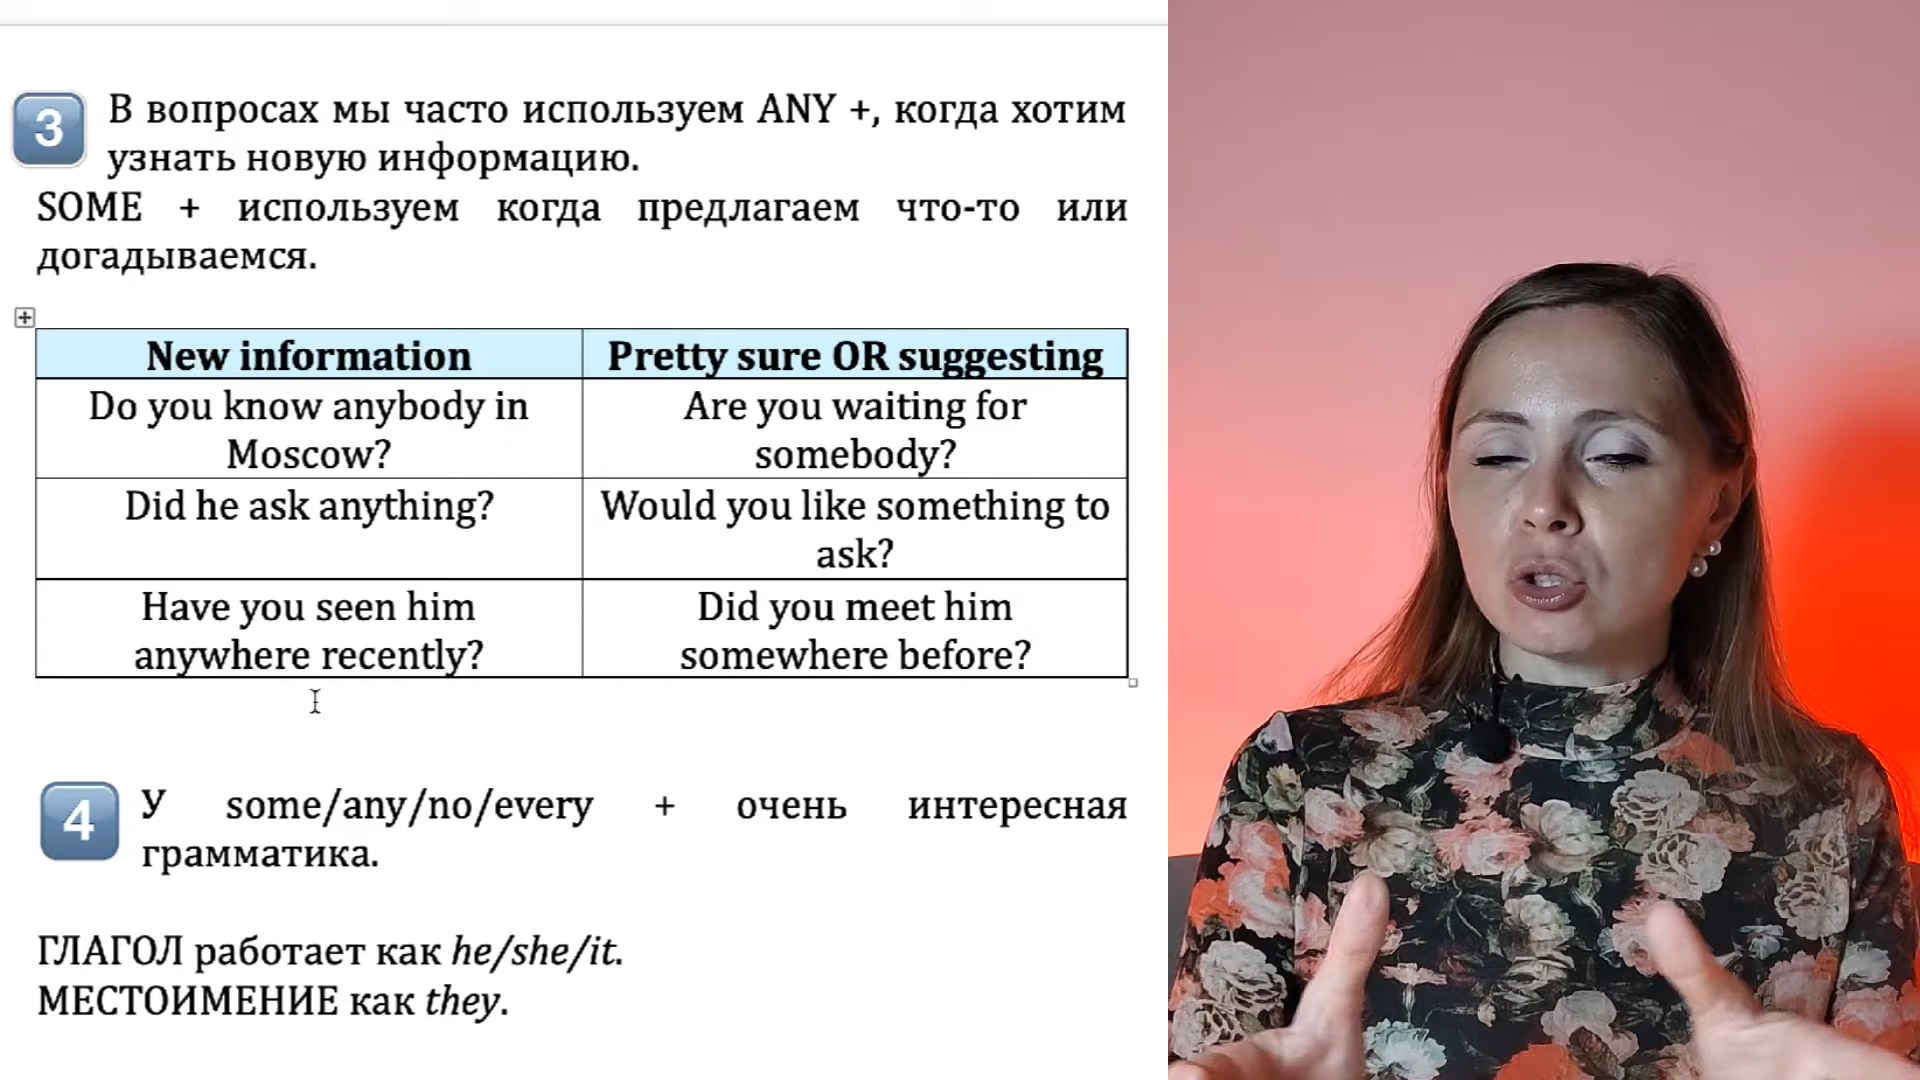 3 В вопросах мы часто используем ANY +, когда хотим
узнать новую информацию.
SOME + используем когда предлагаем что-то или
догадываемся.
New information
Pretty sure OR suggesting
Do you know anybody in
Moscow?
Are you waiting for
somebody?
Did he ask anything?
Would you like something to
ask?
Have you seen him
anywhere recently?
Did you meet him
somewhere before?
4 У some/any/no/every + очень интересная
грамматика.
ГЛАГОЛ работает как he/she/it.
МЕСТОИМЕНИЕ как they.